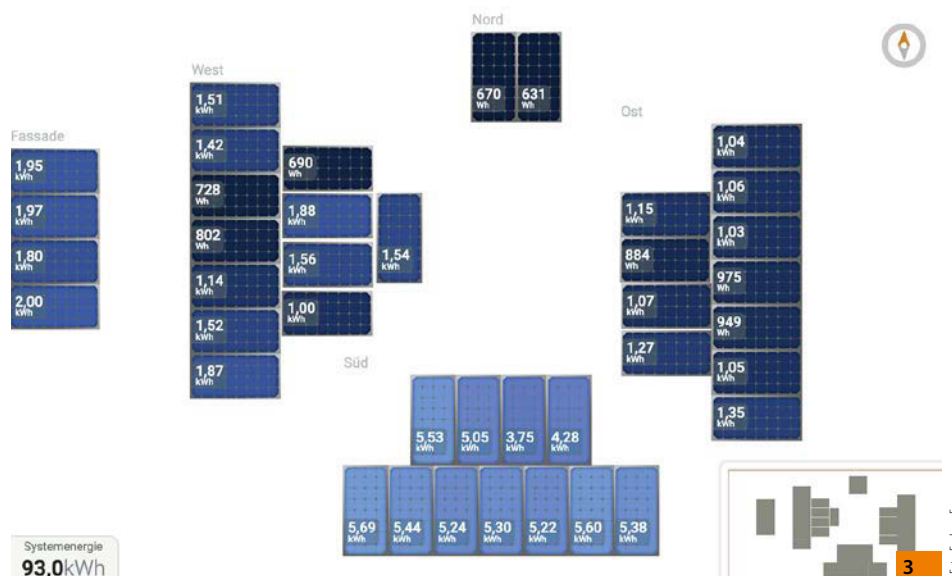 Nord
670 Wh
631 Wh
West
1,51 kWh
1,42 kWh
728 Wh
802 Wh
1,14 kWh
1,52 kWh
1,87 kWh
690 Wh
1,88 kWh
1,56 kWh
1,00 kWh
1,54 kWh
Fassade
1,95 kWh
1,97 kWh
1,80 kWh
2,00 kWh
Ost
1,15 kWh
884 Wh
1,07 kWh
1,27 kWh
1,04 kWh
1,06 kWh
1,03 kWh
975 Wh
949 Wh
1,05 kWh
1,35 kWh
Süd
5,53 kWh
5,05 kWh
3,75 kWh
4,28 kWh
5,69 kWh
5,44 kWh
5,24 kWh
5,30 kWh
5,22 kWh
5,60 kWh
5,38 kWh
Systemenergie
93.0kWh
3